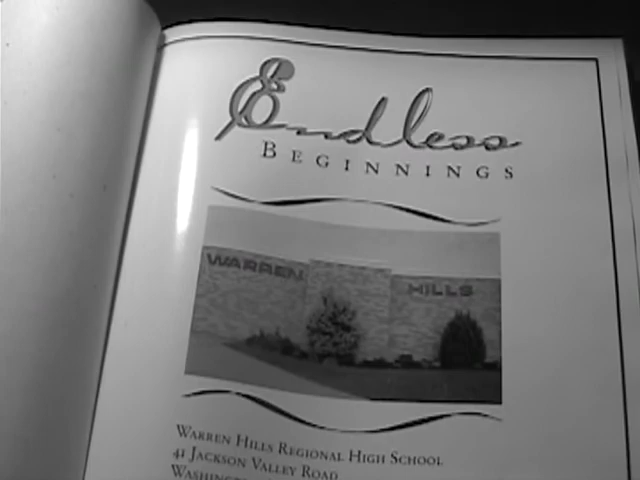 Endless
BEGINNINGS
WARREN HILLS
WARREN HILLS REGIONAL HIGH SCHOOL
41 JACKSON VALLEY ROAD